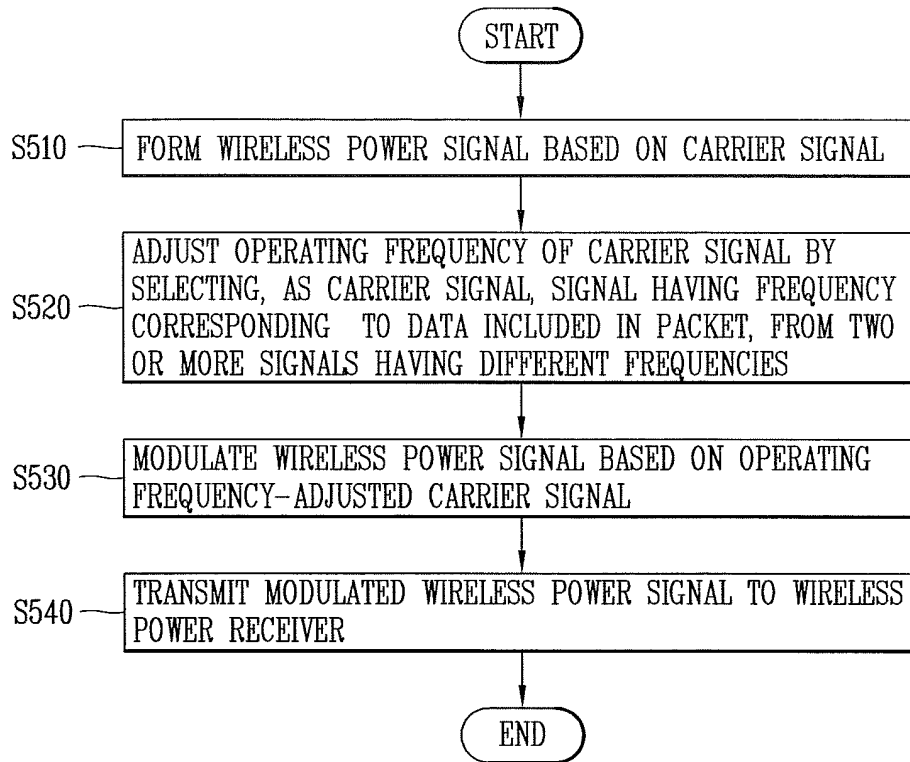 START
S510
FORM WIRELESS POWER SIGNAL BASED ON CARRIER SIGNAL
S520
ADJUST OPERATING FREQUENCY OF CARRIER SIGNAL BY
SELECTING, AS CARRIER SIGNAL, SIGNAL HAVING FREQUENCY
CORRESPONDING TO DATA INCLUDED IN PACKET, FROM TWO
OR MORE SIGNALS HAVING DIFFERENT FREQUENCIES
S530
MODULATE WIRELESS POWER SIGNAL BASED ON OPERATING
FREQUENCY-ADJUSTED CARRIER SIGNAL
S540
TRANSMIT MODULATED WIRELESS POWER SIGNAL TO WIRELESS
POWER RECEIVER
END